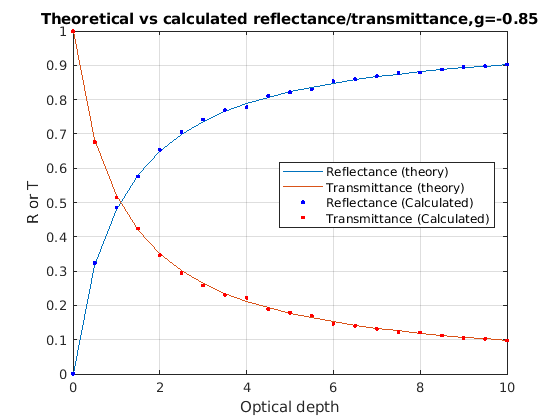 Theoretical vs calculated reflectance/transmittance,g=-0.85
1
0.9
0.8
0.7
0.6
0.5
0.4
0.3
0.2
0.1
0
R or T
Reflectance (theory)
Transmittance (theory)
Reflectance (Calculated)
Transmittance (Calculated)
0 2 4 6 8 10
Optical depth